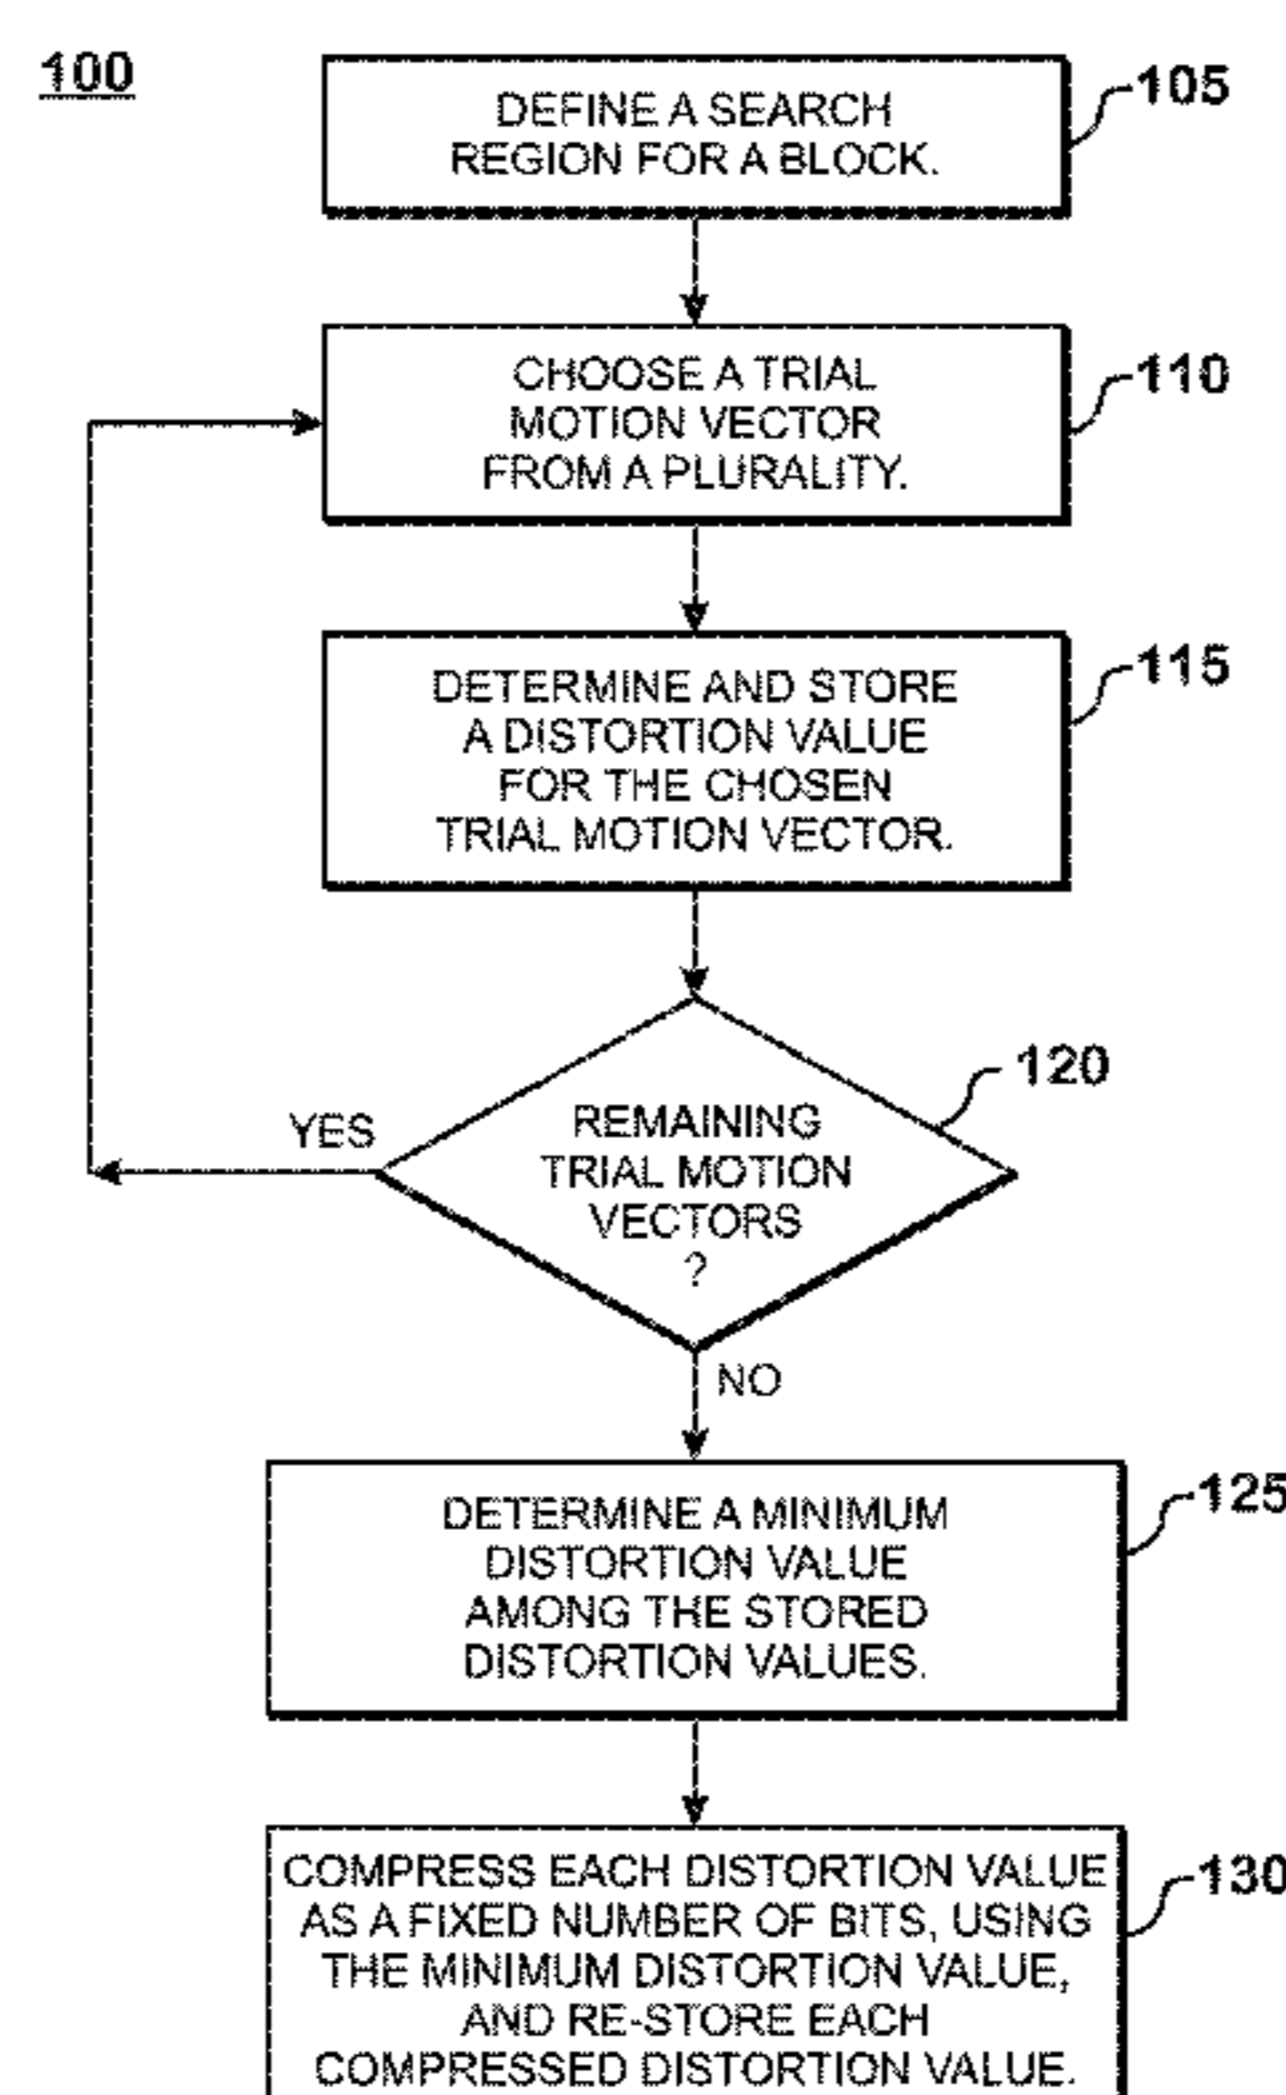 100
DEFINE A SEARCH
REGION FOR A BLOCK.
105
CHOOSE A TRIAL
MOTION VECTOR
FROM A PLURALITY.
110
DETERMINE AND STORE
A DISTORTION VALUE
FOR THE CHOSEN
TRIAL MOTION VECTOR.
115
REMAINING
TRIAL MOTION
VECTORS
?
120
YES
NO
DETERMINE A MINIMUM
DISTORTION VALUE
AMONG THE STORED
DISTORTION VALUES.
125
COMPRESS EACH DISTORTION VALUE
AS A FIXED NUMBER OF BITS, USING
THE MINIMUM DISTORTION VALUE,
AND RE-STORE EACH
COMPRESSED DISTORTION VALUE.
130